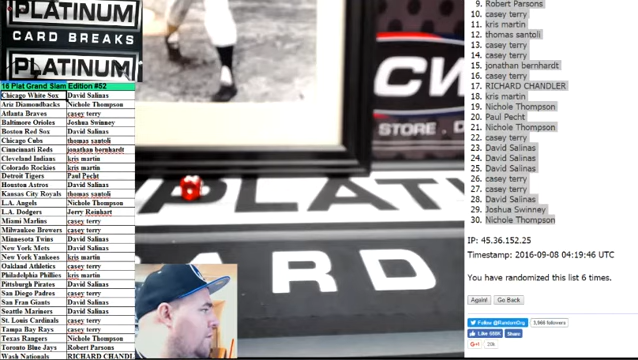 PLATINUM
CARD BREAKS
PLATINUM
16 Plat Grand Slam Edition #52
Chicago White Sox David Salinas
Ariz Diamondbacks Nichole Thompson
Atlanta Braves casey terry
Baltimore Orioles Joshua Swinney
Boston Red Sox David Salinas
Chicago Cubs thomas santoli
Cinncinnati Reds jonathan bernhardt
Cleveland Indians kris martin
Colorado Rockies kris martin
Detroit Tigers Paul Pecht
Houston Astros David Salinas
Kansas City Royals thomas santoli
L.A. Angels Nichole Thompson
L.A. Dodgers Jerry Reinhart
Miami Marlins casey terry
Milwaukee Brewers casey terry
Minnesota Twins David Salinas
New York Mets David Salinas
New York Yankees kris martin
Oakland Athletics casey terry
Philadelphia Phillies kris martin
Pittsburgh Pirates David Salinas
San Diego Padres casey terry
San Fran Giants David Salinas
Seattle Mariners David Salinas
St. Louis Cardinals casey terry
Tampa Bay Rays casey terry
Texas Rangers Nichole Thompson
Toronto Blue Jays Robert Parsons
Wash Nationals RICHARD CHANDL
CW
STORE . D
PLATI
ARD
9. Robert Parsons
10. casey terry
11. kris martin
12. thomas santoli
13. casey terry
14. casey terry
15. jonathan bernhardt
16. casey terry
17. RICHARD CHANDLER
18. kris martin
19. Nichole Thompson
20. Paul Pecht
21. Nichole Thompson
22. casey terry
23. David Salinas
24. David Salinas
25. David Salinas
26. casey terry
27. casey terry
28. David Salinas
29. Joshua Swinney
30. Nichole Thompson
IP: 45.36.152.25
Timestamp: 2016-09-08 04:19:46 UTC
You have randomized this list 6 times.
Again! Go Back
Follow @RandomOrg
Share